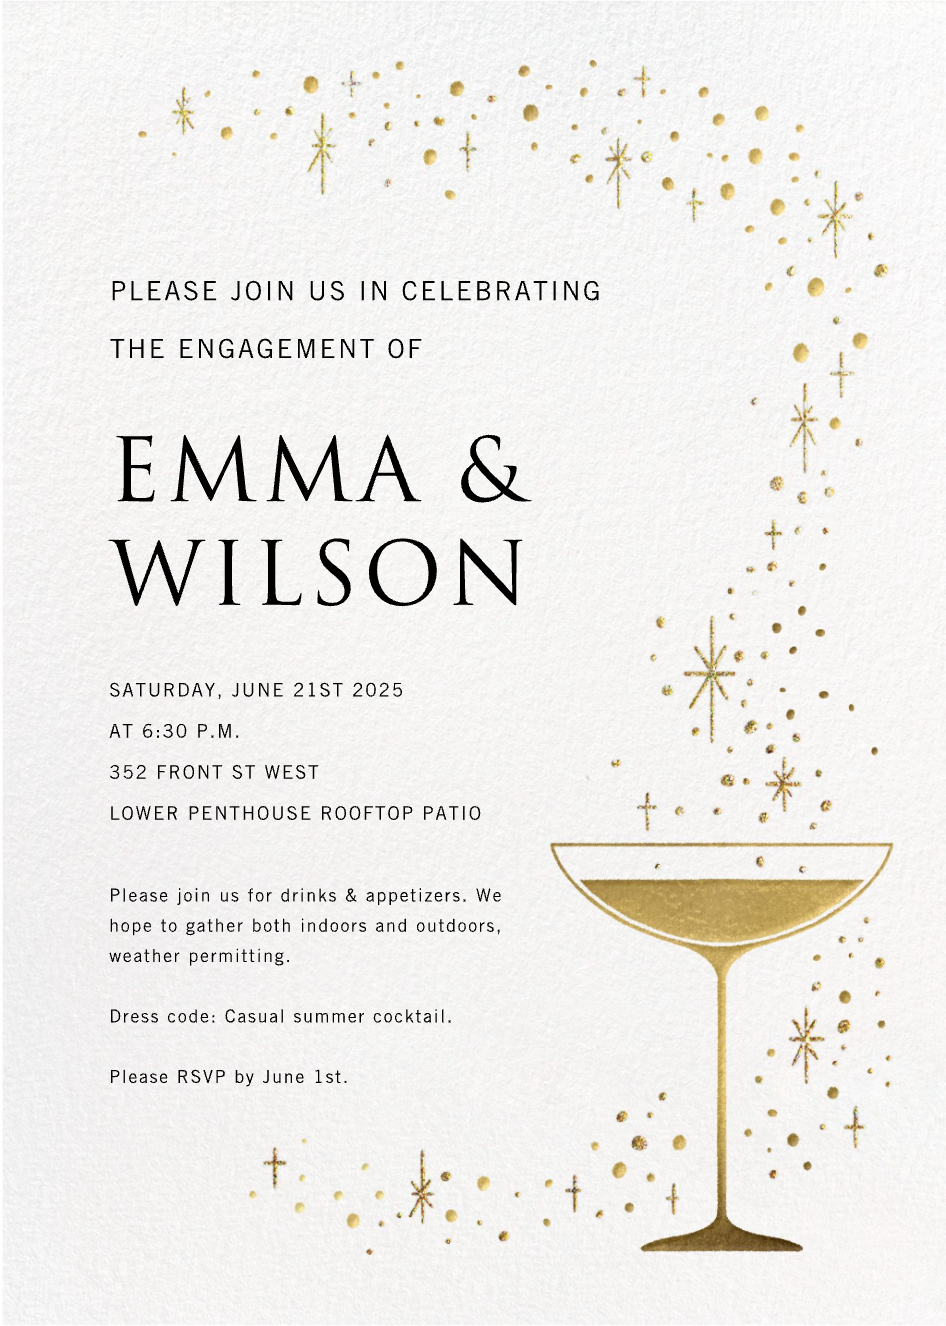 PLEASE JOIN US IN CELEBRATING
THE ENGAGEMENT OF
EMMA &
WILSON
SATURDAY, JUNE 21ST 2025
AT 6:30 P.M.
352 FRONT ST WEST
LOWER PENTHOUSE ROOFTOP PATIO
Please join us for drinks & appetizers. We
hope to gather both indoors and outdoors,
weather permitting.
Dress code: Casual summer cocktail.
Please RSVP by June 1st.